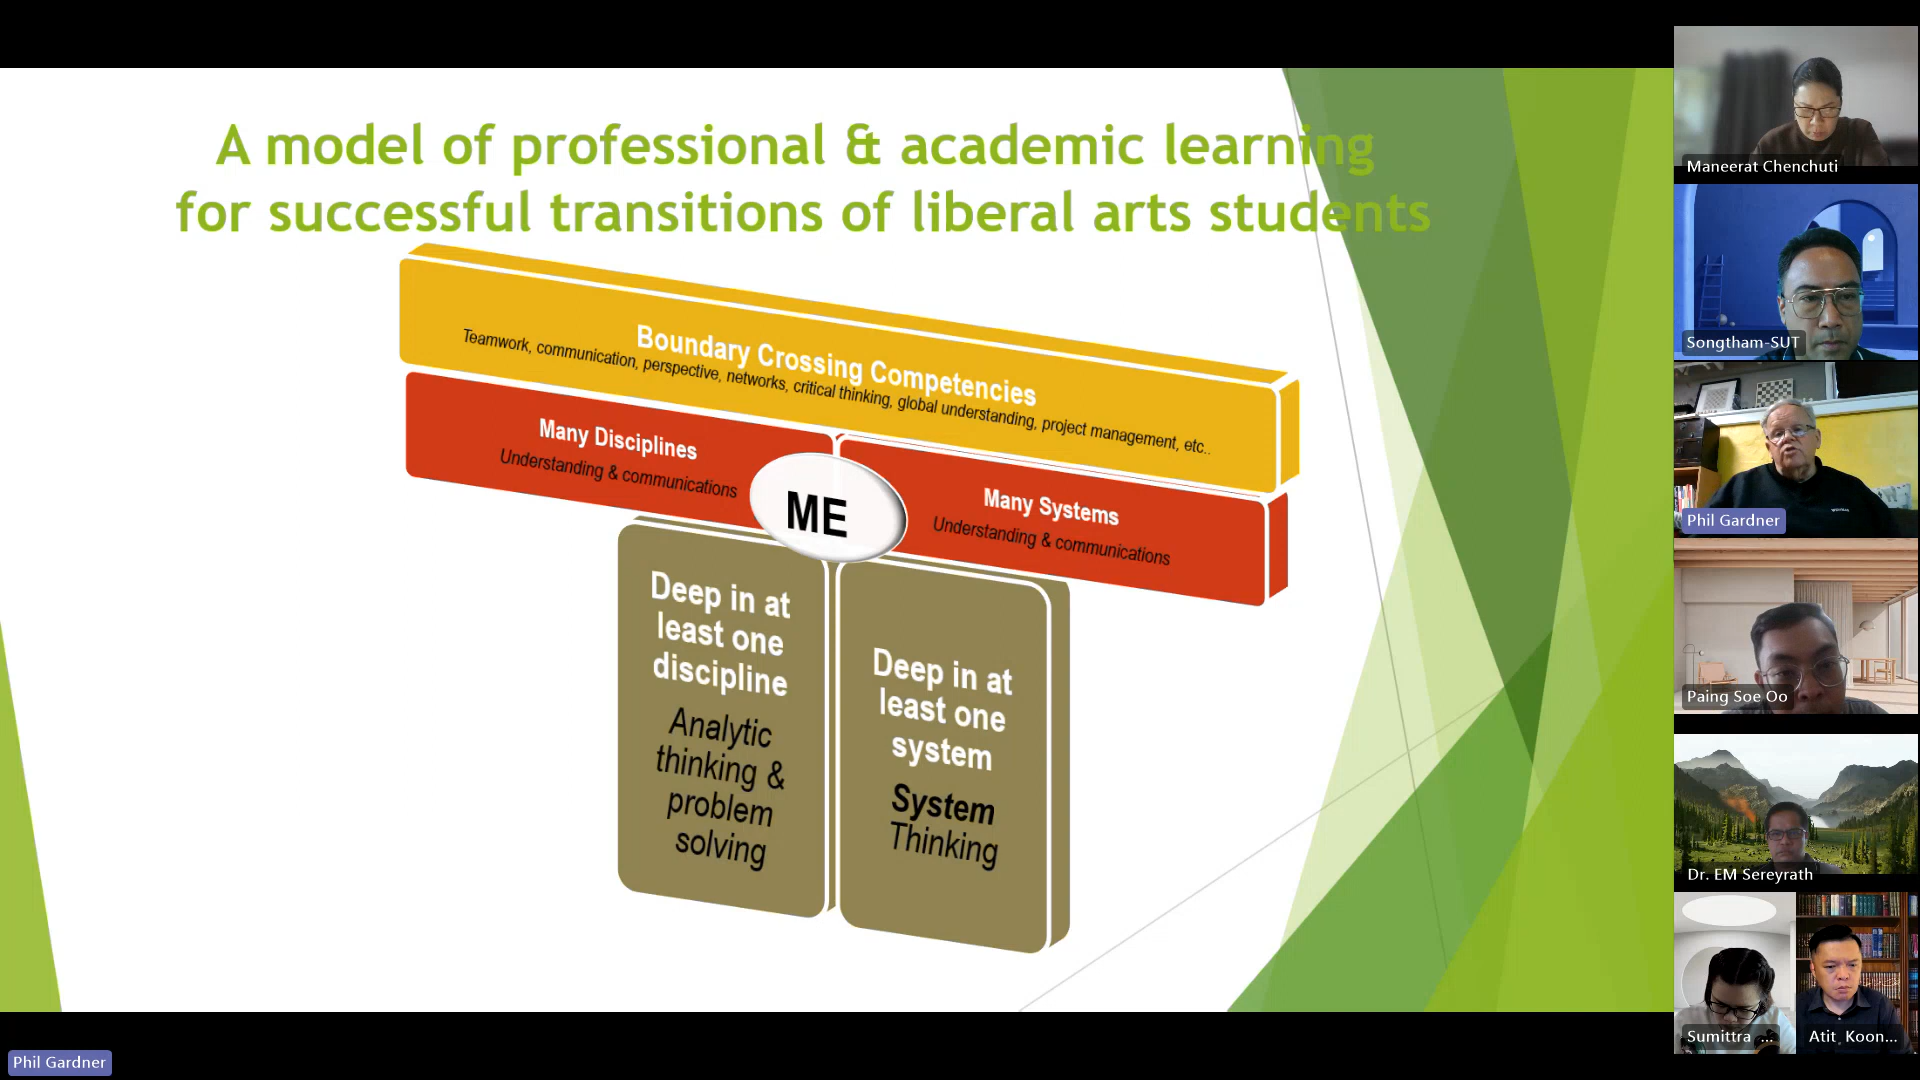 A model of professional & academic learning
for successful transitions of liberal arts students
Boundary Crossing Competencies
Teamwork, communication, perspective, networks, critical thinking, global understanding, project management, etc..
Many Disciplines
Understanding & communications
ME
Many Systems
Understanding & communications
Deep in at
least one
discipline
Analytic
thinking &
problem
solving
Deep in at
least one
system
System
Thinking
Maneerat Chenchuti
Songtham-SUT
Phil Gardner
Paing Soe Oo
Dr. EM Sereyrath
Sumittra ...
Atit Koon...
Phil Gardner